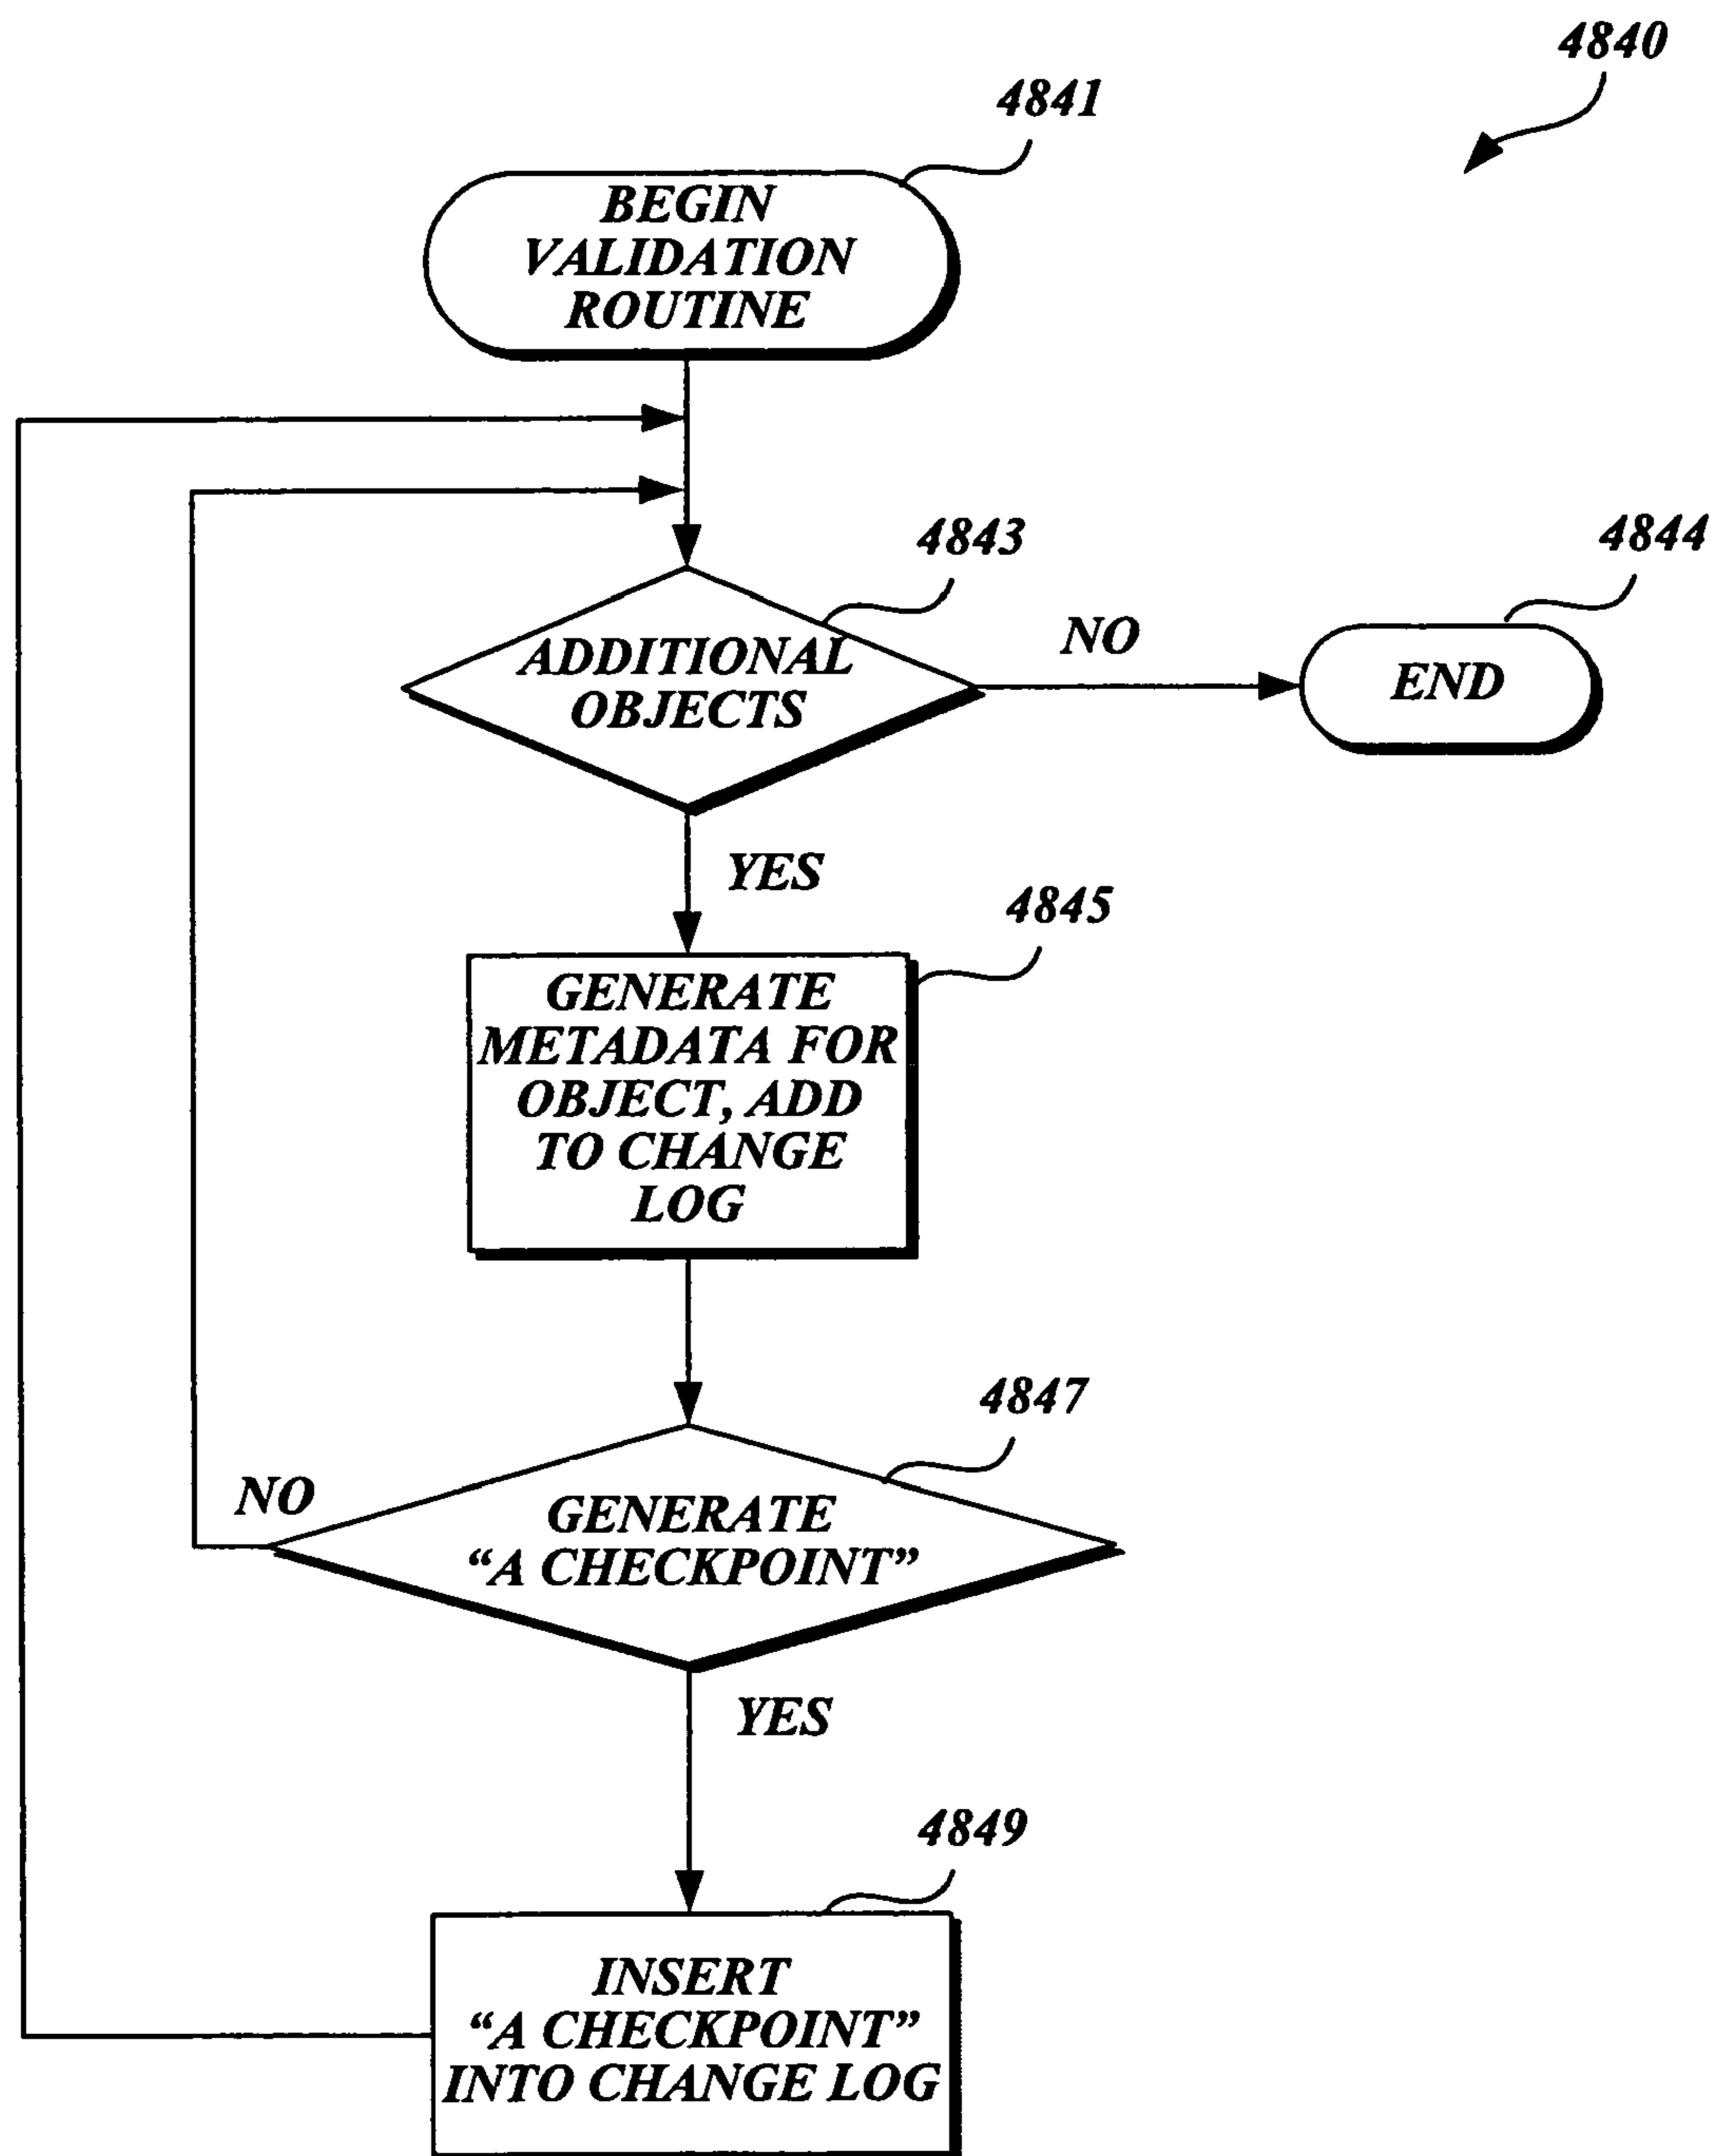 4840
4841
BEGIN
VALIDATION
ROUTINE
4843
4844
ADDITIONAL
OBJECTS
NO
END
YES
4845
GENERATE
METADATA FOR
OBJECT, ADD
TO CHANGE
LOG
4847
NO
GENERATE
“A CHECKPOINT”
YES
4849
INSERT
“A CHECKPOINT”
INTO CHANGE LOG